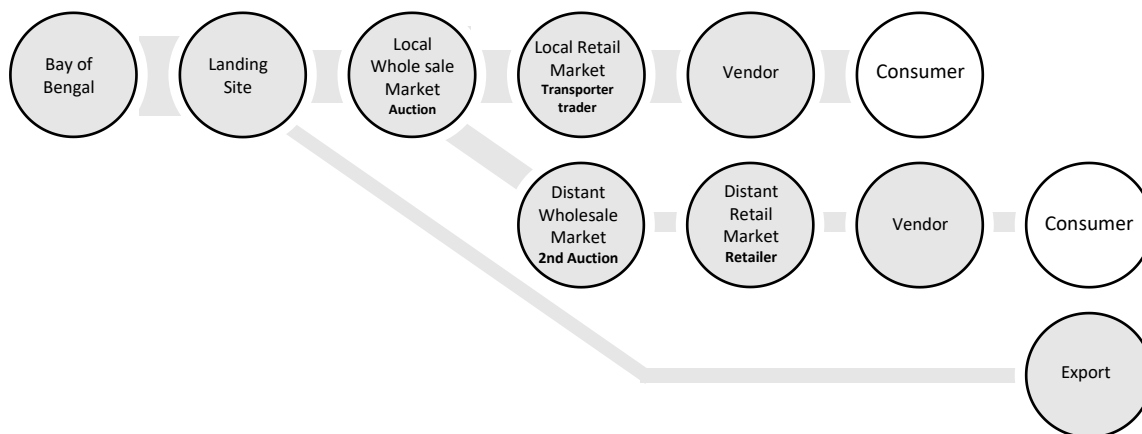 Bay of
Bengal
Landing
Site
Local
Whole sale
Market
Auction
Local Retail
Market
Transporter
trader
Vendor
Consumer
Distant
Wholesale
Market
2nd Auction
Distant
Retail
Market
Retailer
Vendor
Consumer
Export